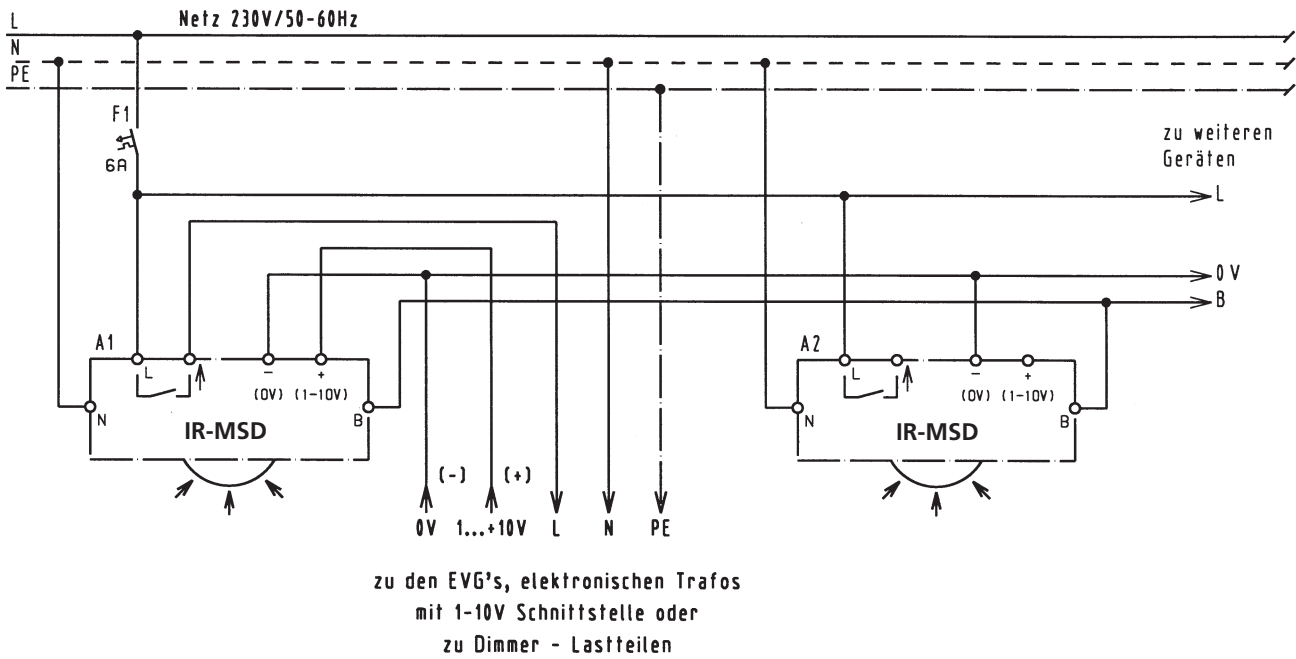 L
Netz 230V/50-60Hz
N
PE
F1
6A
zu weiteren
Geräten
L
0V
B
A1
L
-
+
(0V) (1-10V)
N
B
IR-MSD
A2
L
-
+
(0V) (1-10V)
N
B
IR-MSD
(-)
(+)
0V 1...+10V L N PE
zu den EVG's, elektronischen Trafos
mit 1-10V Schnittstelle oder
zu Dimmer - Lastteilen